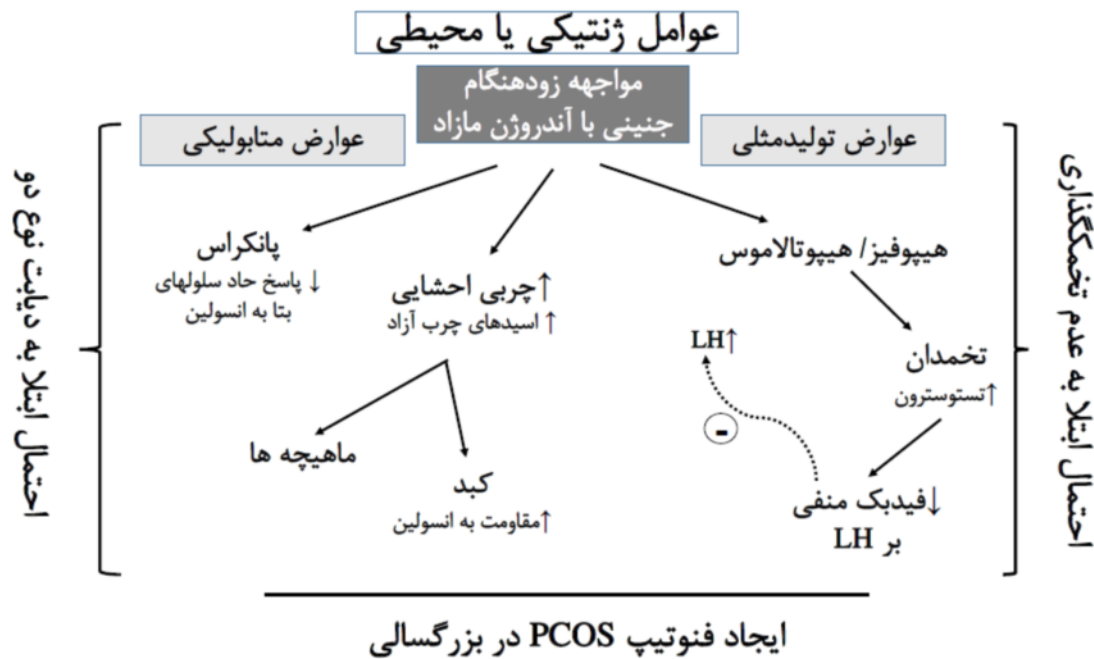 عوامل ژنتیکی یا محیطی
مواجهه زودهنگام
جنینی با آندروژن مازاد
عوارض تولیدمثلی
عوارض متابولیکی
احتمال ابتلا به عدم تخمکگذاری
هیپوفیز/ هیپوتالاموس
تخمدان
↑تستوسترون
↓فیدبک منفی
بر LH
LH↑
-
↑چربی احشایی
↑ اسیدهای چرب آزاد
کبد
↑مقاومت به انسولین
ماهیچه ها
پانکراس
↓ پاسخ حاد سلولهای
بتا به انسولین
احتمال ابتلا به دیابت نوع دو
ایجاد فنوتیپ PCOS در بزرگسالی